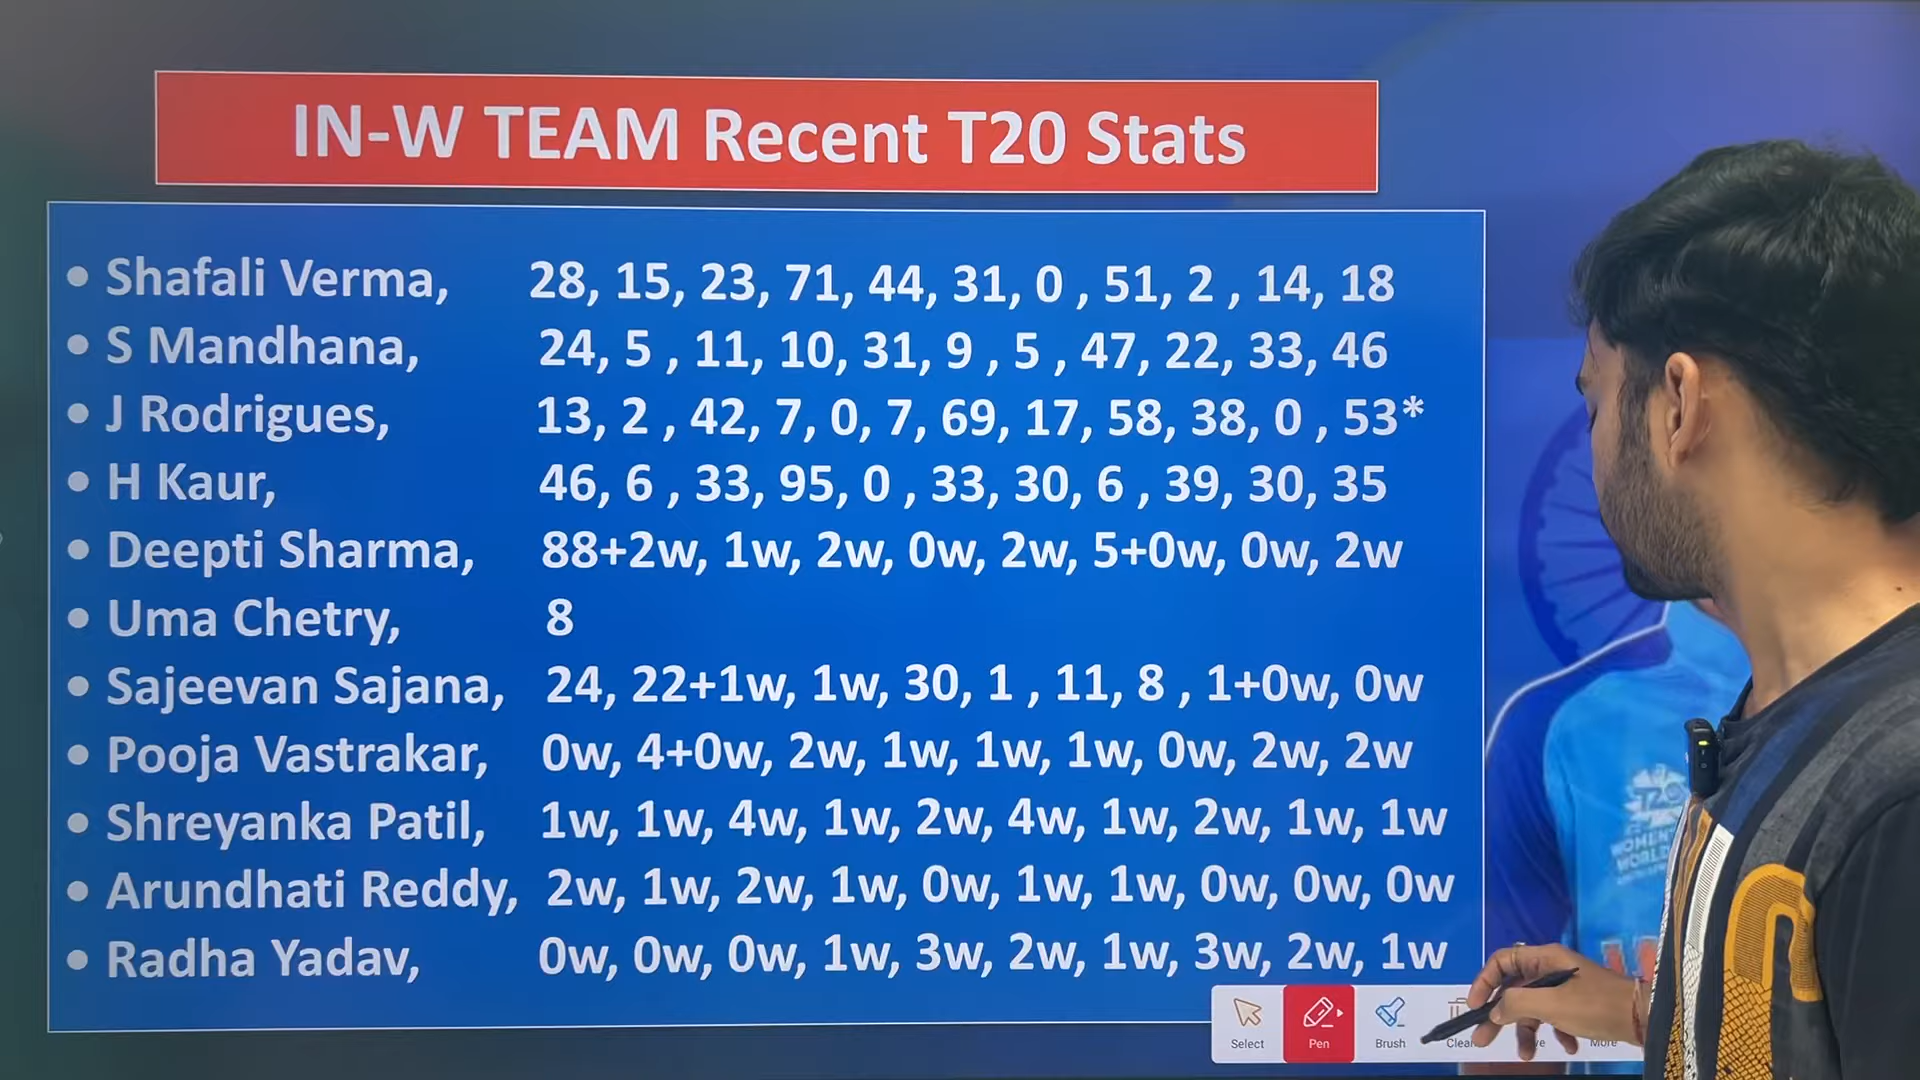 IN-W TEAM Recent T20 Stats
• Shafali Verma, 28, 15, 23, 71, 44, 31, 0 , 51, 2 , 14, 18
• S Mandhana, 24, 5 , 11, 10, 31, 9 , 5 , 47, 22, 33, 46
• J Rodrigues, 13, 2 , 42, 7, 0, 7, 69, 17, 58, 38, 0 , 53*
• H Kaur, 46, 6 , 33, 95, 0 , 33, 30, 6 , 39, 30, 35
• Deepti Sharma, 88+2w, 1w, 2w, 0w, 2w, 5+0w, 0w, 2w
• Uma Chetry, 8
• Sajeevan Sajana, 24, 22+1w, 1w, 30, 1 , 11, 8 , 1+0w, 0w
• Pooja Vastrakar, 0w, 4+0w, 2w, 1w, 1w, 1w, 0w, 2w, 2w
• Shreyanka Patil, 1w, 1w, 4w, 1w, 2w, 4w, 1w, 2w, 1w, 1w
• Arundhati Reddy, 2w, 1w, 2w, 1w, 0w, 1w, 1w, 0w, 0w, 0w
• Radha Yadav, 0w, 0w, 0w, 1w, 3w, 2w, 1w, 3w, 2w, 1w
T20
Select Pen Brush More